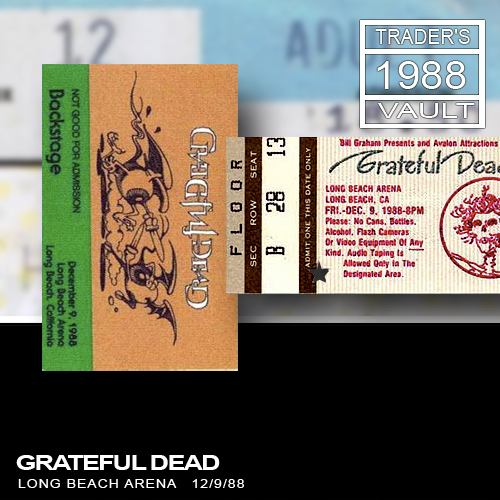 12
ADU
TRADER'S
1988
VAULT
NOT GOOD FOR ADMISSION
Backstage
GRATEFUL DEAD
December 9, 1988
Long Beach Arena
Long Beach, California
FLOOR
SEC ROW SEAT
B 28 13
ADMIT ONE THIS DATE ONLY
Bill Graham Presents and Avalon Attractions
Grateful Dead
LONG BEACH ARENA
LONG BEACH, CA
FRI.-DEC. 9, 1988-8PM
Please: No Cans, Bottles,
Alcohol, Flash Cameras
Or Video Equipment Of Any
Kind. Audio Taping Is
Allowed Only In The
Designated Area.
GRATEFUL DEAD
LONG BEACH ARENA 12/9/88